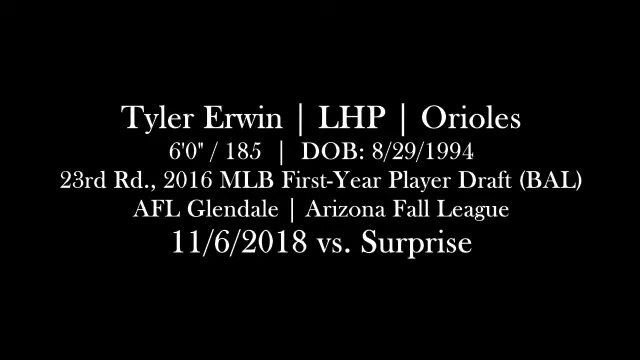 Tyler Erwin | LHP | Orioles
6'0" / 185 | DOB: 8/29/1994
23rd Rd., 2016 MLB First-Year Player Draft (BAL)
AFL Glendale | Arizona Fall League
11/6/2018 vs. Surprise